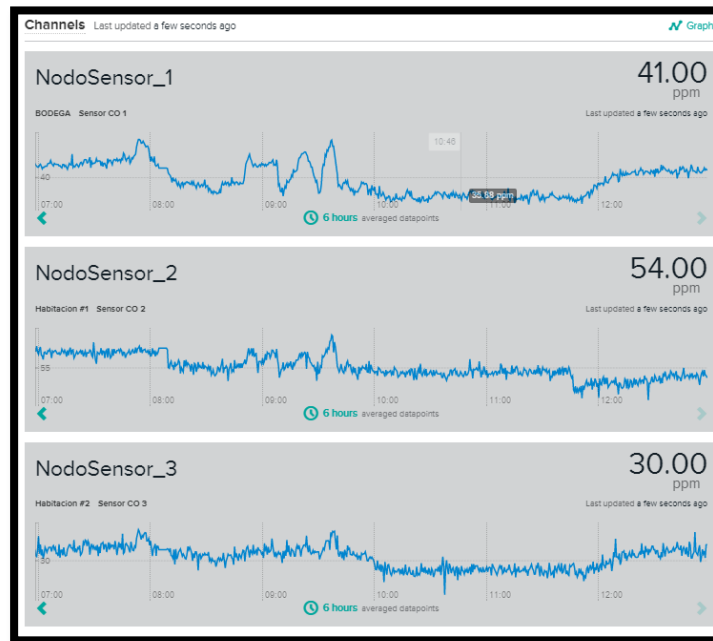 Channels Last updated a few seconds ago Graph
NodoSensor_1 41.00
ppm
BODEGA Sensor CO 1 Last updated a few seconds ago
10:46
40
35.68 ppm
07:00 08:00 09:00 10:00 11:00 12:00
6 hours averaged datapoints
NodoSensor_2 54.00
ppm
Habitacion #1 Sensor CO 2 Last updated a few seconds ago
55
07:00 08:00 09:00 10:00 11:00 12:00
6 hours averaged datapoints
NodoSensor_3 30.00
ppm
Habitacion #2 Sensor CO 3 Last updated a few seconds ago
30
07:00 08:00 09:00 10:00 11:00 12:00
6 hours averaged datapoints